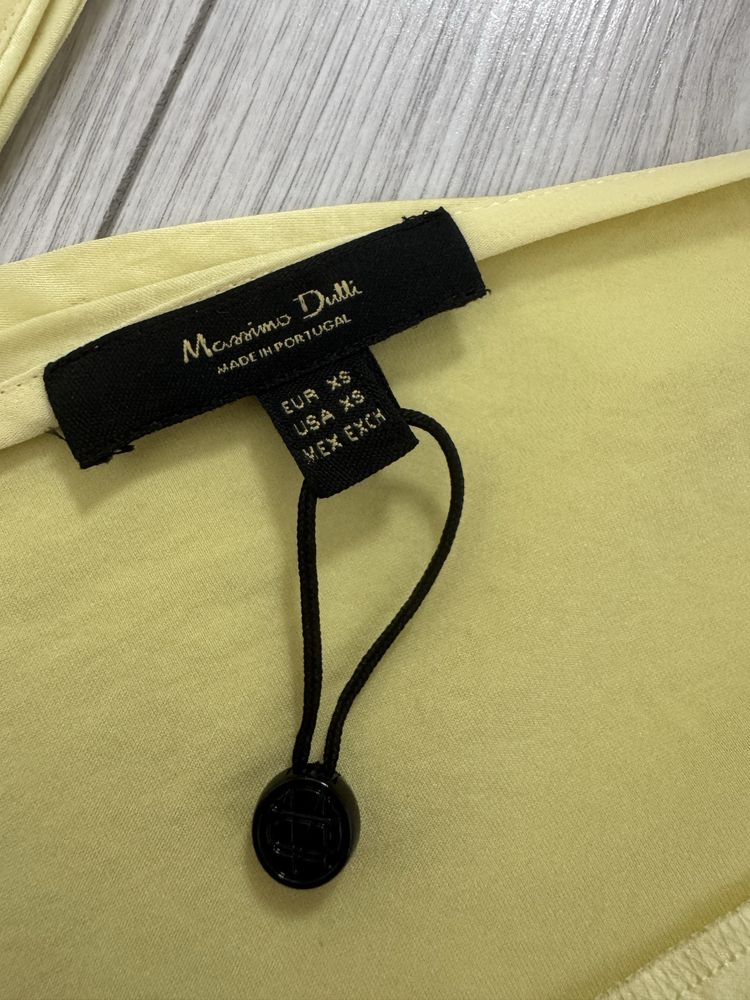 Massimo Dutti
MADE IN PORTUGAL
EUR XS
USA XS
MEX EXCH